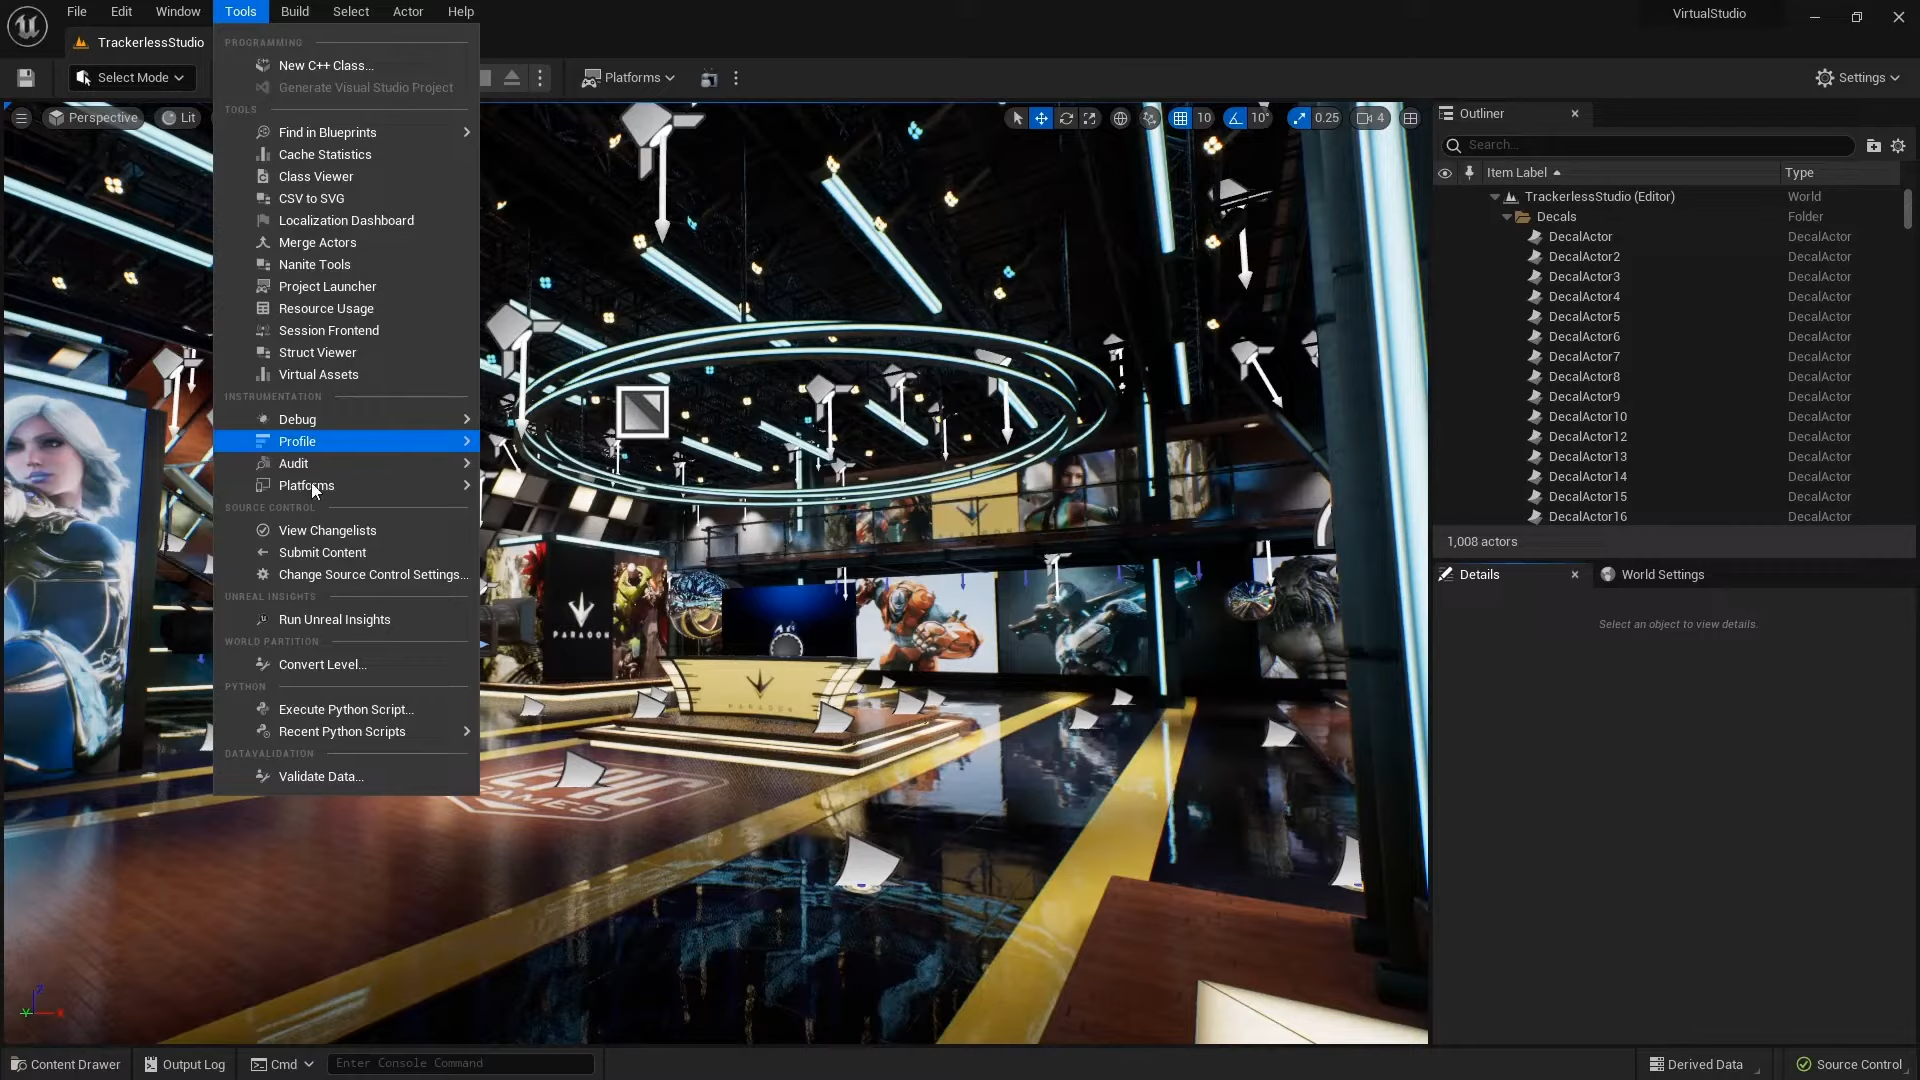 File Edit Window Tools Build Select Actor Help
VirtualStudio
TrackerlessStudio
Select Mode
Platforms
Settings
PROGRAMMING
New C++ Class...
Generate Visual Studio Project
TOOLS
Find in Blueprints
Cache Statistics
Class Viewer
CSV to SVG
Localization Dashboard
Merge Actors
Nanite Tools
Project Launcher
Resource Usage
Session Frontend
Struct Viewer
Virtual Assets
INSTRUMENTATION
Debug
Profile
Audit
Platforms
SOURCE CONTROL
View Changelists
Submit Content
Change Source Control Settings...
UNREAL INSIGHTS
Run Unreal Insights
WORLD PARTITION
Convert Level...
PYTHON
Execute Python Script...
Recent Python Scripts
DATAVALIDATION
Validate Data...
Perspective Lit
10 10° 0.25 4
PARAGON
PARAGON
GAMES
Z
Y X
Outliner
Search...
Item Label Type
TrackerlessStudio (Editor) World
Decals Folder
DecalActor DecalActor
DecalActor2 DecalActor
DecalActor3 DecalActor
DecalActor4 DecalActor
DecalActor5 DecalActor
DecalActor6 DecalActor
DecalActor7 DecalActor
DecalActor8 DecalActor
DecalActor9 DecalActor
DecalActor10 DecalActor
DecalActor12 DecalActor
DecalActor13 DecalActor
DecalActor14 DecalActor
DecalActor15 DecalActor
DecalActor16 DecalActor
1,008 actors
Details World Settings
Select an object to view details.
Content Drawer Output Log Cmd Enter Console Command Derived Data Source Control